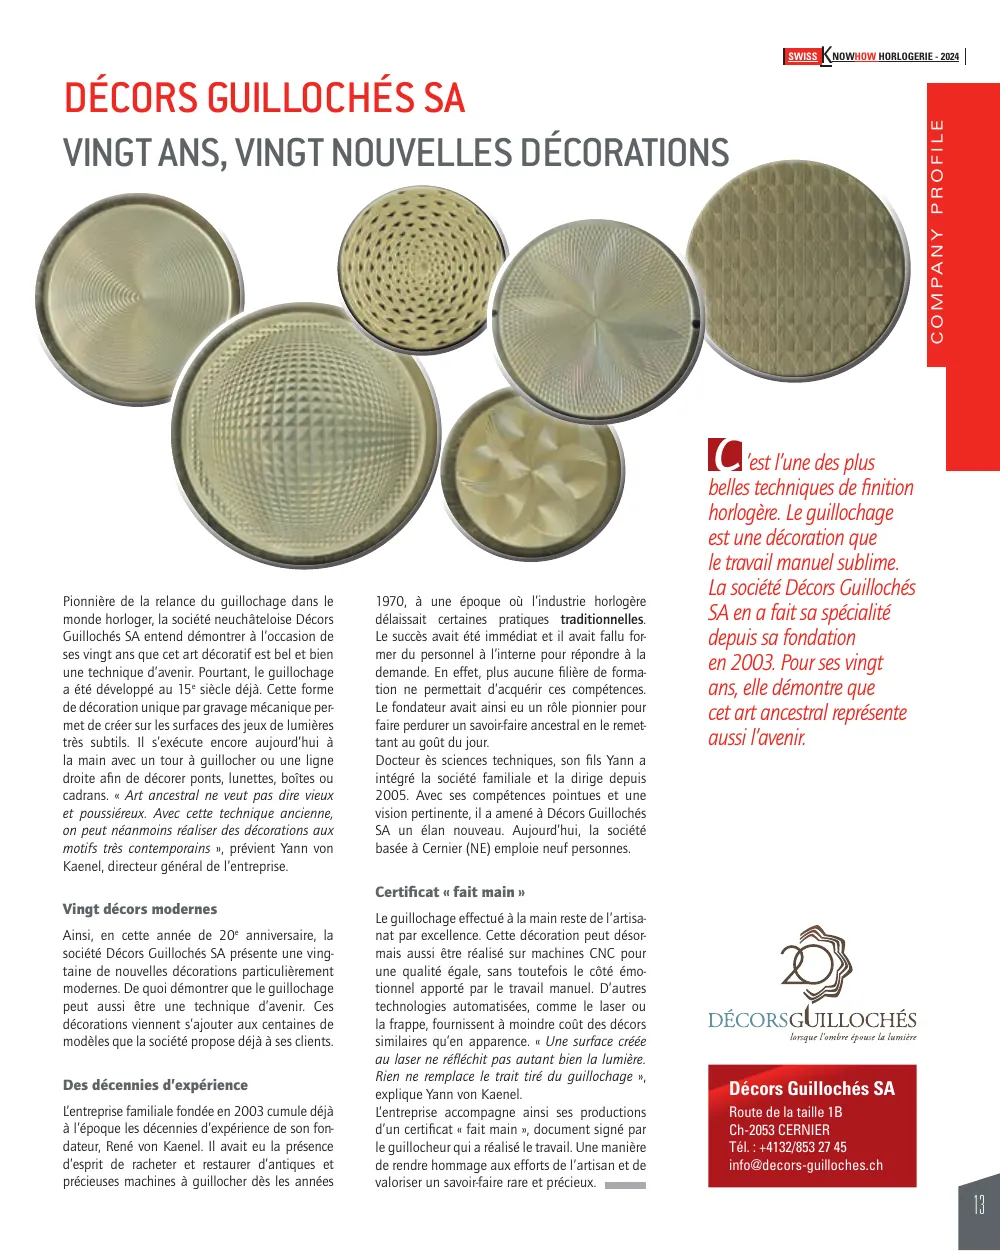 SWISS KNOWHOW HORLOGERIE - 2024
DÉCORS GUILLOCHÉS SA
VINGT ANS, VINGT NOUVELLES DÉCORATIONS
COMPANY PROFILE
C'est l'une des plus
belles techniques de finition
horlogère. Le guillochage
est une décoration que
le travail manuel sublime.
La société Décors Guillochés
SA en a fait sa spécialité
depuis sa fondation
en 2003. Pour ses vingt
ans, elle démontre que
cet art ancestral représente
aussi l'avenir.
Pionnière de la relance du guillochage dans le
monde horloger, la société neuchâteloise Décors
Guillochés SA entend démontrer à l'occasion de
ses vingt ans que cet art décoratif est bel et bien
une technique d'avenir. Pourtant, le guillochage
a été développé au 15e siècle déjà. Cette forme
de décoration unique par gravage mécanique per-
met de créer sur les surfaces des jeux de lumières
très subtils. Il s'exécute encore aujourd'hui à
la main avec un tour à guillocher ou une ligne
droite afin de décorer ponts, lunettes, boîtes ou
cadrans. « Art ancestral ne veut pas dire vieux
et poussiéreux. Avec cette technique ancienne,
on peut néanmoins réaliser des décorations aux
motifs très contemporains », prévient Yann von
Kaenel, directeur général de l'entreprise.
Vingt décors modernes
Ainsi, en cette année de 20e anniversaire, la
société Décors Guillochés SA présente une ving-
taine de nouvelles décorations particulièrement
modernes. De quoi démontrer que le guillochage
peut aussi être une technique d'avenir. Ces
décorations viennent s'ajouter aux centaines de
modèles que la société propose déjà à ses clients.
Des décennies d'expérience
L'entreprise familiale fondée en 2003 cumule déjà
à l'époque les décennies d'expérience de son fon-
dateur, René von Kaenel. Il avait eu la présence
d'esprit de racheter et restaurer d'antiques et
précieuses machines à guillocher dès les années
1970, à une époque où l'industrie horlogère
délaissait certaines pratiques traditionnelles.
Le succès avait été immédiat et il avait fallu for-
mer du personnel à l'interne pour répondre à la
demande. En effet, plus aucune filière de forma-
tion ne permettait d'acquérir ces compétences.
Le fondateur avait ainsi eu un rôle pionnier pour
faire perdurer un savoir-faire ancestral en le remet-
tant au goût du jour.
Docteur ès sciences techniques, son fils Yann a
intégré la société familiale et la dirige depuis
2005. Avec ses compétences pointues et une
vision pertinente, il a amené à Décors Guillochés
SA un élan nouveau. Aujourd'hui, la société
basée à Cernier (NE) emploie neuf personnes.
Certificat « fait main »
Le guillochage effectué à la main reste de l'artisa-
nat par excellence. Cette décoration peut désor-
mais aussi être réalisé sur machines CNC pour
une qualité égale, sans toutefois le côté émo-
tionnel apporté par le travail manuel. D'autres
technologies automatisées, comme le laser ou
la frappe, fournissent à moindre coût des décors
similaires qu'en apparence. « Une surface créée
au laser ne réfléchit pas autant bien la lumière.
Rien ne remplace le trait tiré du guillochage »,
explique Yann von Kaenel.
L'entreprise accompagne ainsi ses productions
d'un certificat « fait main », document signé par
le guillocheur qui a réalisé le travail. Une manière
de rendre hommage aux efforts de l'artisan et de
valoriser un savoir-faire rare et précieux.
20
DÉCORSGUILLOCHÉS
lorsque l'ombre épouse la lumière
Décors Guillochés SA
Route de la taille 1B
Ch-2053 CERNIER
Tél. : +4132/853 27 45
info@decors-guilloches.ch
13